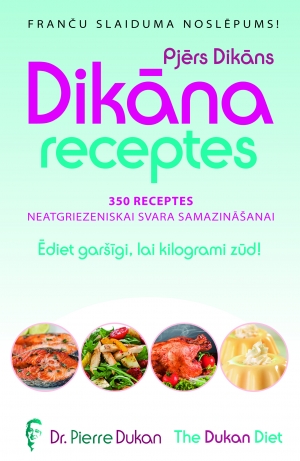 FRANČU SLAIDUMA NOSLĒPUMS!
Pjērs Dikāns
Dikāna
receptes
350 RECEPTES
NEATGRIEZENISKAI SVARA SAMAZINĀŠANAI
Ēdiet garšīgi, lai kilogrami zūd!
Dr. Pierre Dukan The Dukan Diet